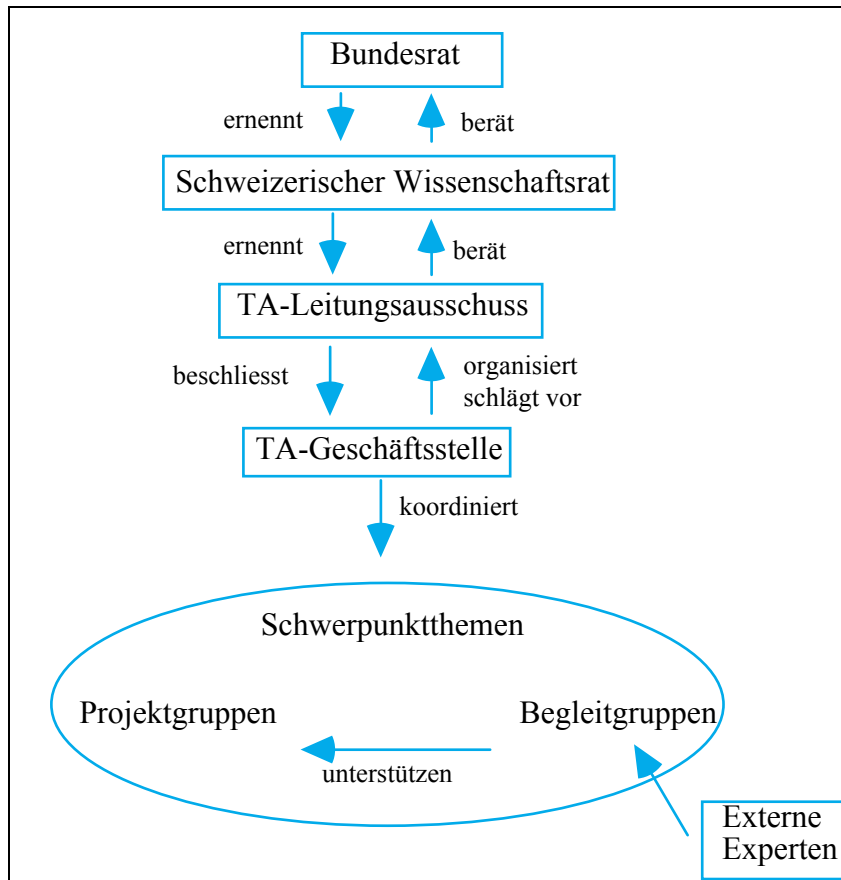 Bundesrat
ernennt
berät
Schweizerischer Wissenschaftsrat
ernennt
berät
TA-Leitungsausschuss
beschliesst
organisiert
schlägt vor
TA-Geschäftsstelle
koordiniert
Schwerpunktthemen
Projektgruppen
Begleitgruppen
unterstützen
Externe
Experten